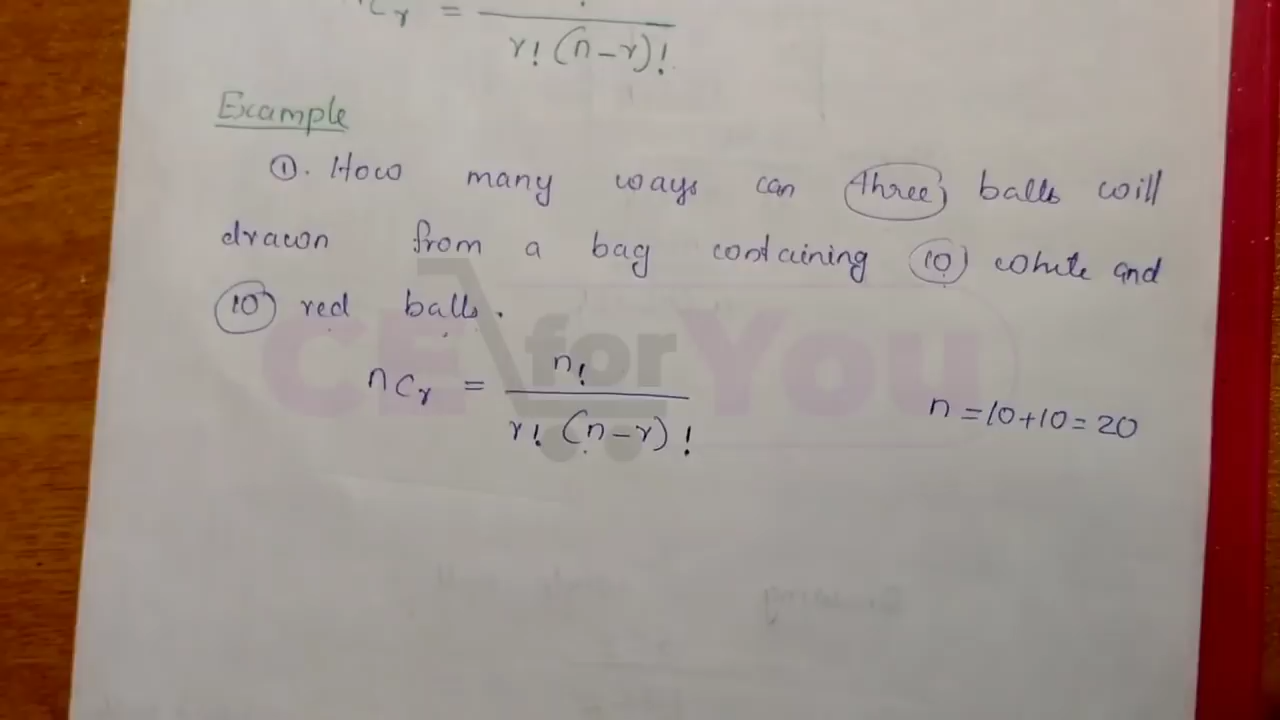 nCr =
r! (n-r)!
Example
①. How many ways can three balls will
drawn from a bag containing 10 white and
10 red balls.
nCr = n! / r! (n-r)!
n = 10+10 = 20
CE for You